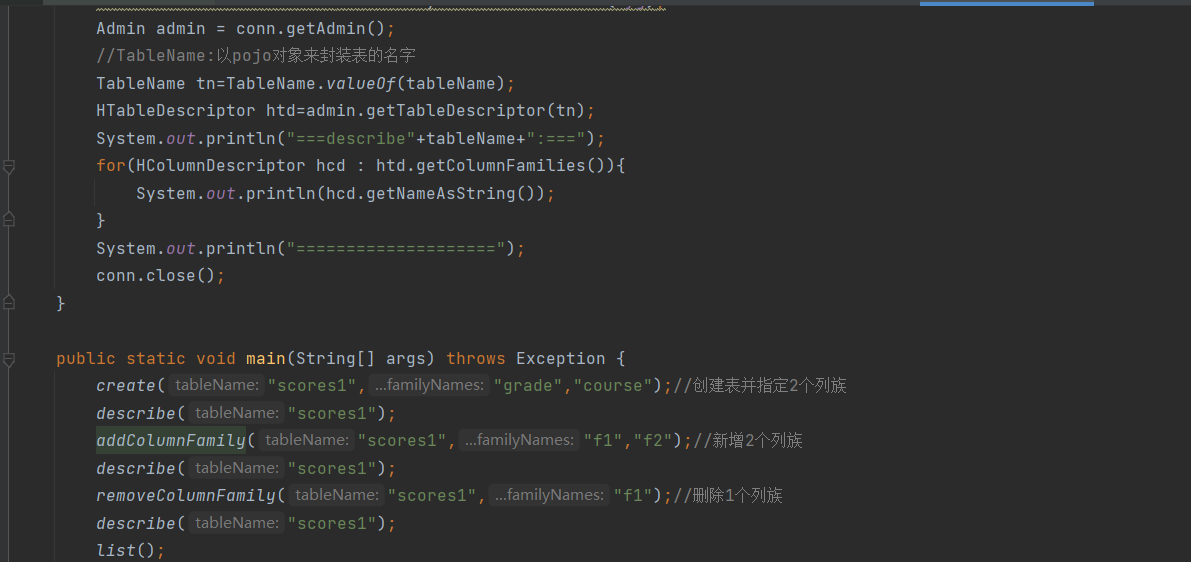 Admin admin = conn.getAdmin();
//TableName:以pojo对象来封装表的名字
TableName tn=TableName.valueOf(tableName);
HTableDescriptor htd=admin.getTableDescriptor(tn);
System.out.println("===describe"+tableName+":===");
for(HColumnDescriptor hcd : htd.getColumnFamilies()){
System.out.println(hcd.getNameAsString());
}
System.out.println("====================");
conn.close();
}
public static void main(String[] args) throws Exception {
create( tableName: "scores1", ...familyNames: "grade","course");//创建表并指定2个列族
describe( tableName: "scores1");
addColumnFamily( tableName: "scores1", ...familyNames: "f1","f2");//新增2个列族
describe( tableName: "scores1");
removeColumnFamily( tableName: "scores1", ...familyNames: "f1");//删除1个列族
describe( tableName: "scores1");
list();